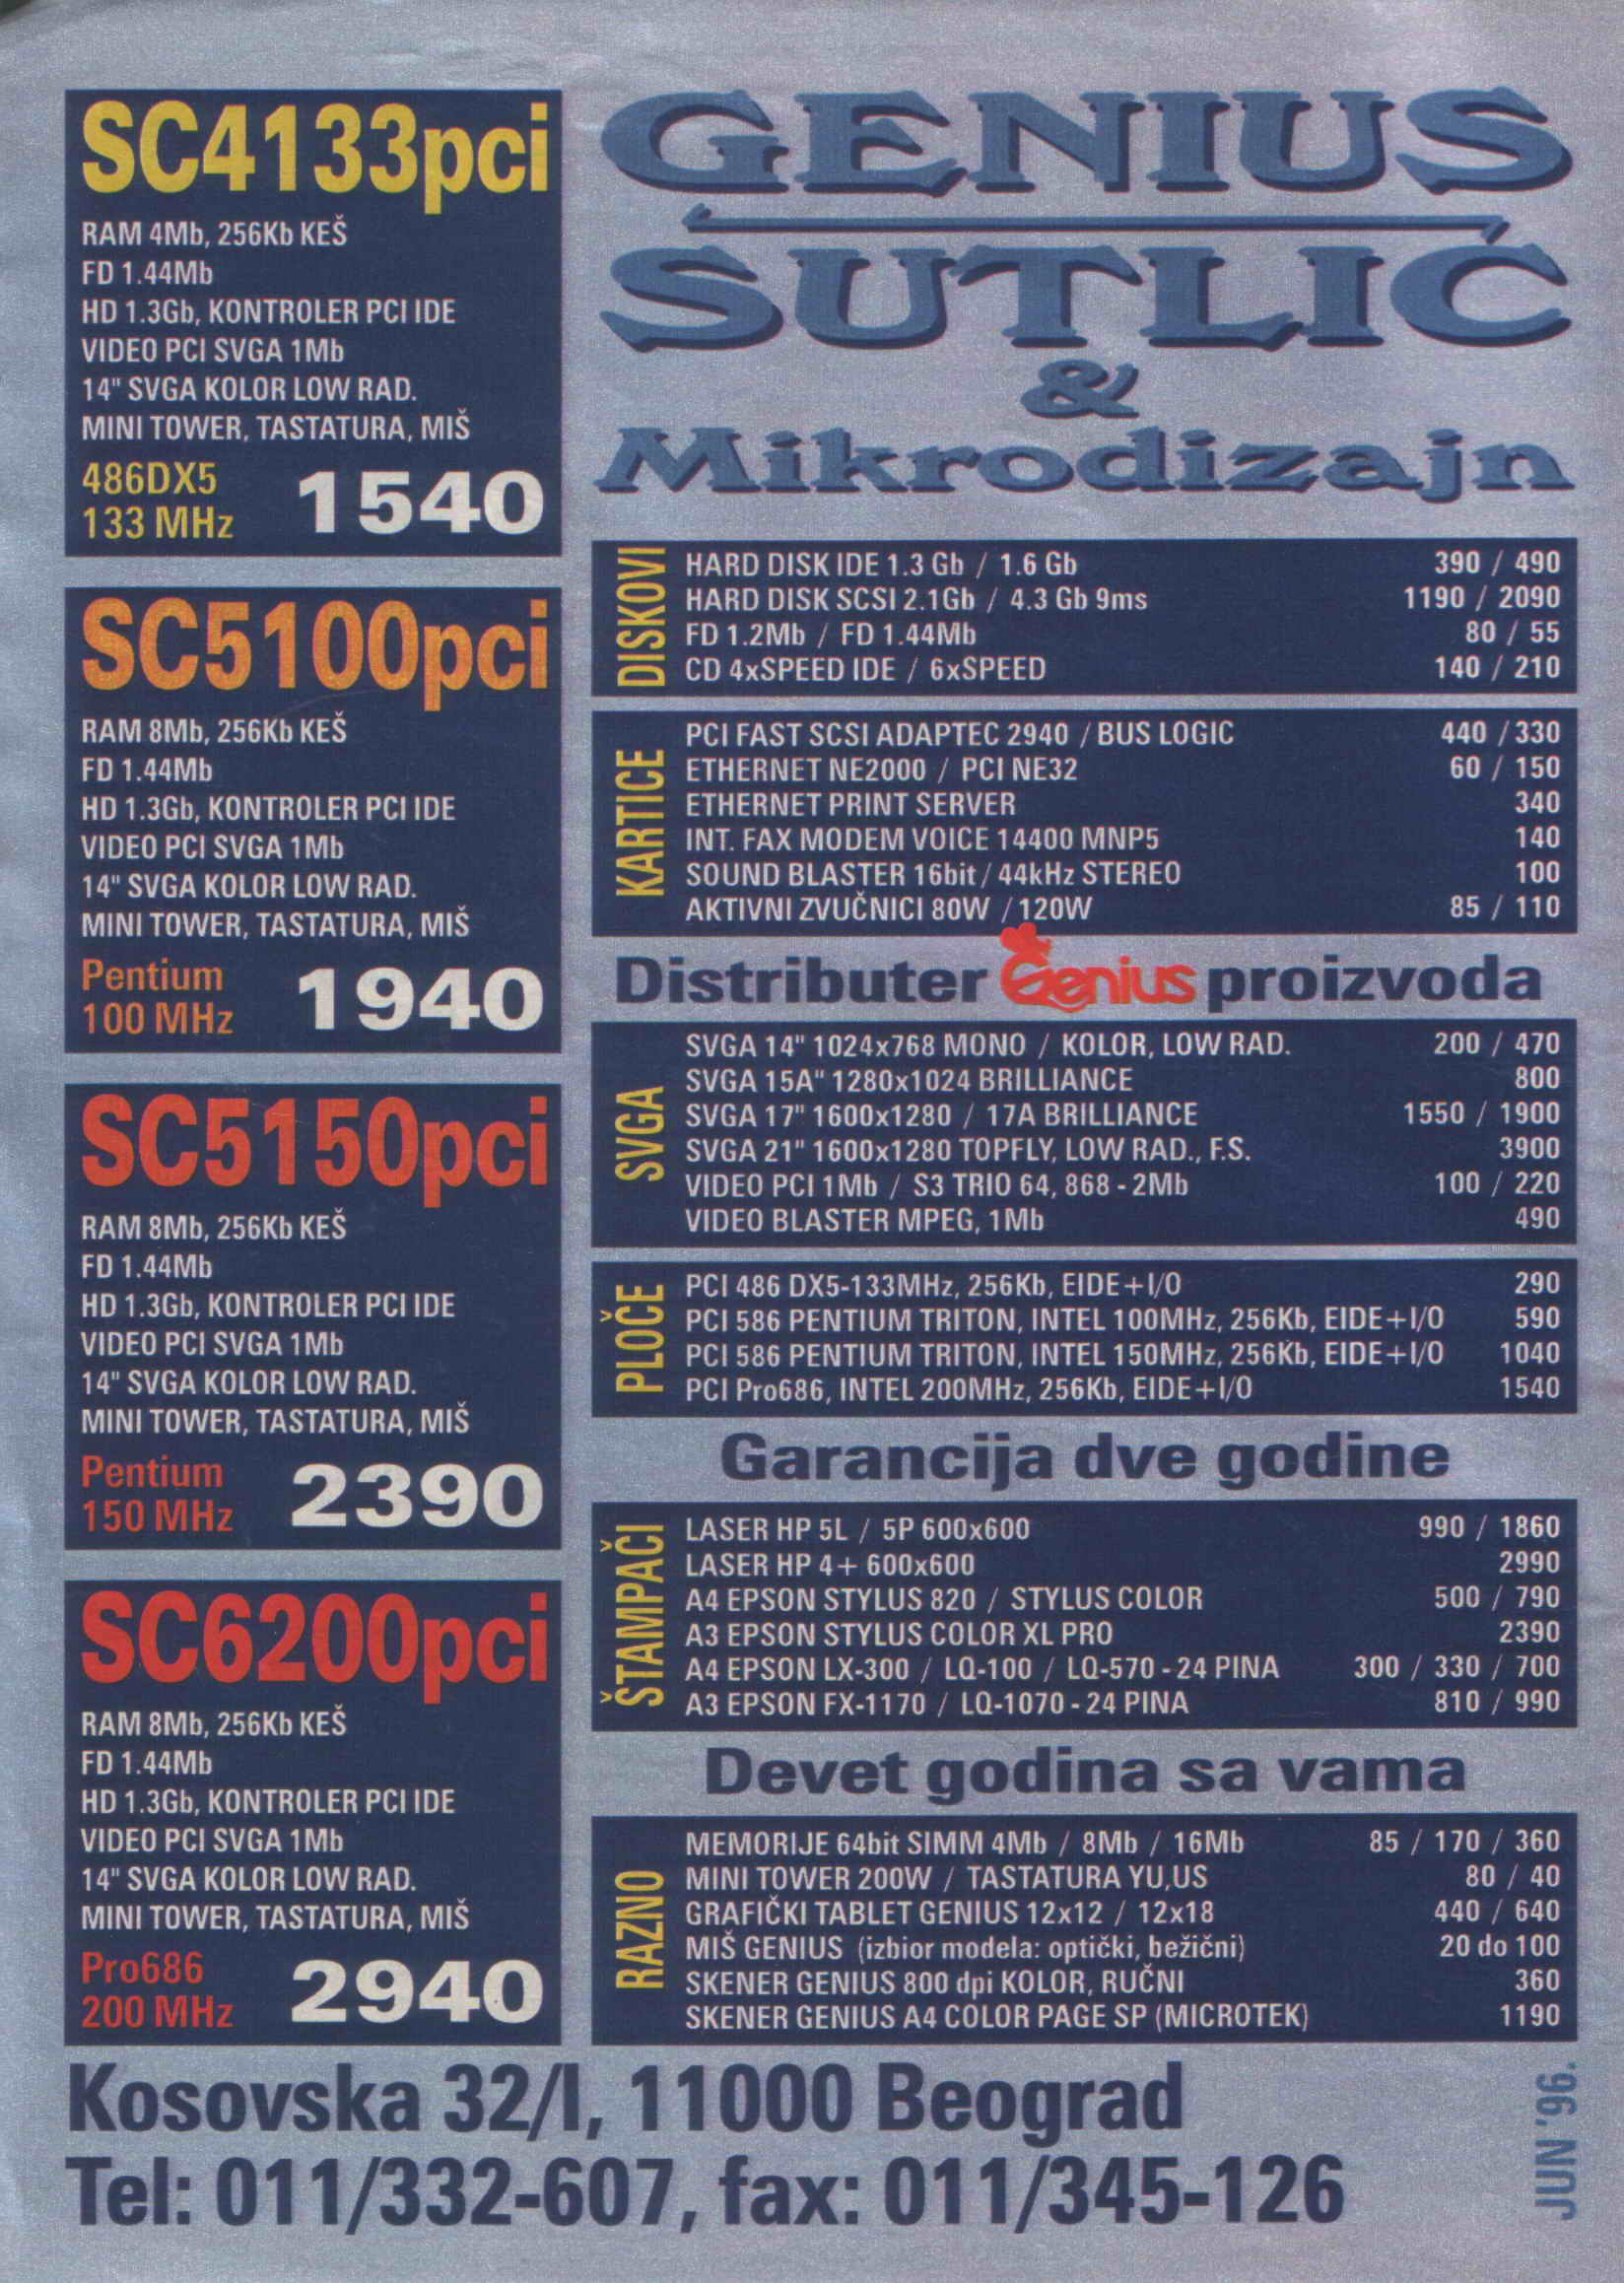 SC4133pci
RAM 4Mb, 256Kb KEŠ
FD 1.44Mb
HD 1.3Gb, KONTROLER PCI IDE
VIDEO PCI SVGA 1Mb
14" SVGA KOLOR LOW RAD.
MINI TOWER, TASTATURA, MIŠ
486DX5
133 MHz
1540
SC5100pci
RAM 8Mb, 256Kb KEŠ
FD 1.44Mb
HD 1.3Gb, KONTROLER PCI IDE
VIDEO PCI SVGA 1Mb
14" SVGA KOLOR LOW RAD.
MINI TOWER, TASTATURA, MIŠ
Pentium
100 MHz
1940
SC5150pci
RAM 8Mb, 256Kb KEŠ
FD 1.44Mb
HD 1.3Gb, KONTROLER PCI IDE
VIDEO PCI SVGA 1Mb
14" SVGA KOLOR LOW RAD.
MINI TOWER, TASTATURA, MIŠ
Pentium
150 MHz
2390
SC6200pci
RAM 8Mb, 256Kb KEŠ
FD 1.44Mb
HD 1.3Gb, KONTROLER PCI IDE
VIDEO PCI SVGA 1Mb
14" SVGA KOLOR LOW RAD.
MINI TOWER, TASTATURA, MIŠ
Pro686
200 MHz
2940
GENIUS
SUTLIĆ
&
Mikrodizajn
DISKOVI
HARD DISK IDE 1.3 Gb / 1.6 Gb 390 / 490
HARD DISK SCSI 2.1Gb / 4.3 Gb 9ms 1190 / 2090
FD 1.2Mb / FD 1.44Mb 80 / 55
CD 4xSPEED IDE / 6xSPEED 140 / 210
KARTICE
PCI FAST SCSI ADAPTEC 2940 / BUS LOGIC 440 / 330
ETHERNET NE2000 / PCI NE32 60 / 150
ETHERNET PRINT SERVER 340
INT. FAX MODEM VOICE 14400 MNP5 140
SOUND BLASTER 16bit / 44kHz STEREO 100
AKTIVNI ZVUČNICI 80W / 120W 85 / 110
Distributer Genius proizvoda
SVGA
SVGA 14" 1024x768 MONO / KOLOR, LOW RAD. 200 / 470
SVGA 15A" 1280x1024 BRILLIANCE 800
SVGA 17" 1600x1280 / 17A BRILLIANCE 1550 / 1900
SVGA 21" 1600x1280 TOPFLY, LOW RAD., F.S. 3900
VIDEO PCI 1Mb / S3 TRIO 64, 868 - 2Mb 100 / 220
VIDEO BLASTER MPEG, 1Mb 490
PLOČE
PCI 486 DX5-133MHz, 256Kb, EIDE+I/O 290
PCI 586 PENTIUM TRITON, INTEL 100MHz, 256Kb, EIDE+I/O 590
PCI 586 PENTIUM TRITON, INTEL 150MHz, 256Kb, EIDE+I/O 1040
PCI Pro686, INTEL 200MHz, 256Kb, EIDE+I/O 1540
Garancija dve godine
ŠTAMPAČI
LASER HP 5L / 5P 600x600 990 / 1860
LASER HP 4+ 600x600 2990
A4 EPSON STYLUS 820 / STYLUS COLOR 500 / 790
A3 EPSON STYLUS COLOR XL PRO 2390
A4 EPSON LX-300 / LQ-100 / LQ-570 - 24 PINA 300 / 330 / 700
A3 EPSON FX-1170 / LQ-1070 - 24 PINA 810 / 990
Devet godina sa vama
RAZNO
MEMORIJE 64bit SIMM 4Mb / 8Mb / 16Mb 85 / 170 / 360
MINI TOWER 200W / TASTATURA YU,US 80 / 40
GRAFIČKI TABLET GENIUS 12x12 / 12x18 440 / 640
MIŠ GENIUS (izbior modela: optički, bežični) 20 do 100
SKENER GENIUS 800 dpi KOLOR, RUČNI 360
SKENER GENIUS A4 COLOR PAGE SP (MICROTEK) 1190
Kosovska 32/I, 11000 Beograd
Tel: 011/332-607, fax: 011/345-126
JUN '96.